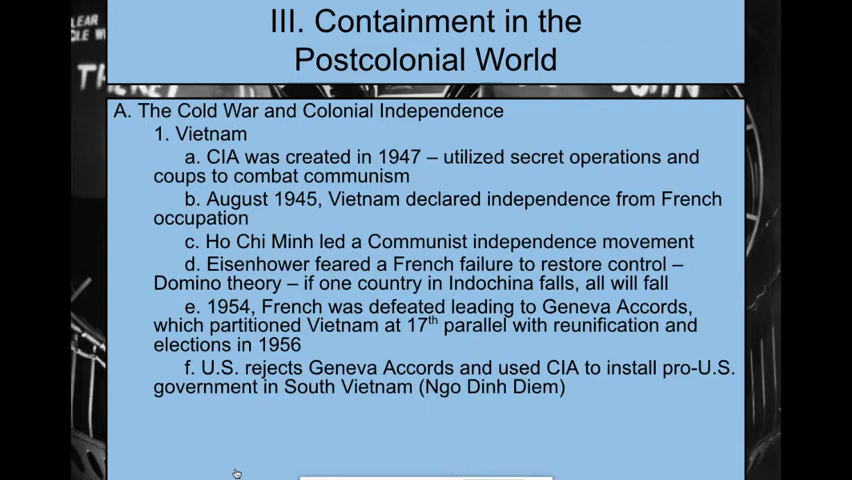 III. Containment in the
Postcolonial World
LEAR
CLE W
THERE
JOHN
A. The Cold War and Colonial Independence
1. Vietnam
a. CIA was created in 1947 – utilized secret operations and
coups to combat communism
b. August 1945, Vietnam declared independence from French
occupation
c. Ho Chi Minh led a Communist independence movement
d. Eisenhower feared a French failure to restore control –
Domino theory – if one country in Indochina falls, all will fall
e. 1954, French was defeated leading to Geneva Accords,
which partitioned Vietnam at 17th parallel with reunification and
elections in 1956
f. U.S. rejects Geneva Accords and used CIA to install pro-U.S.
government in South Vietnam (Ngo Dinh Diem)